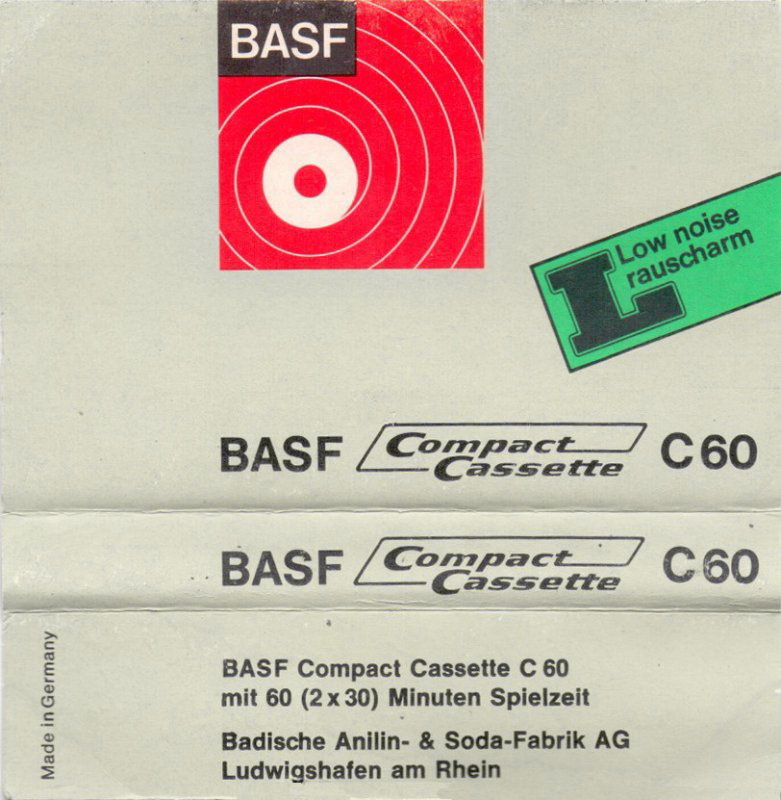 BASF
Low noise
rauscharm
L
BASF Compact Cassette C 60
BASF Compact Cassette C 60
Made in Germany
BASF Compact Cassette C 60
mit 60 (2 x 30) Minuten Spielzeit
Badische Anilin- & Soda-Fabrik AG
Ludwigshafen am Rhein